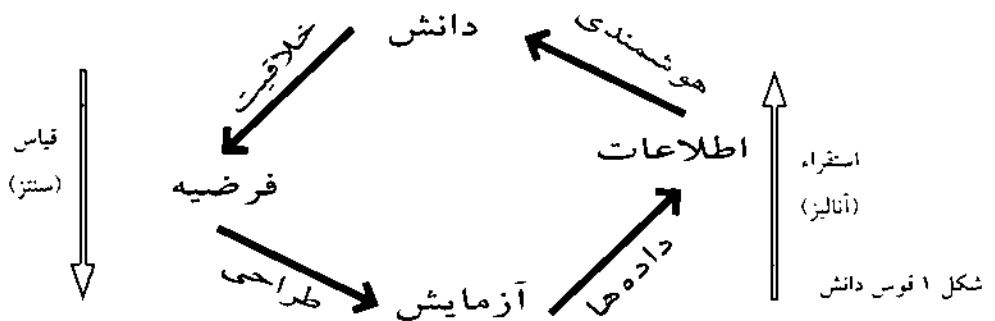 دانش
خلاقیت
هوشمندی
قیاس
(سنتز)
فرضیه
اطلاعات
استقراء
(آنالیز)
طراحی
آزمایش
داده‌ها
شکل ۱ قوس دانش